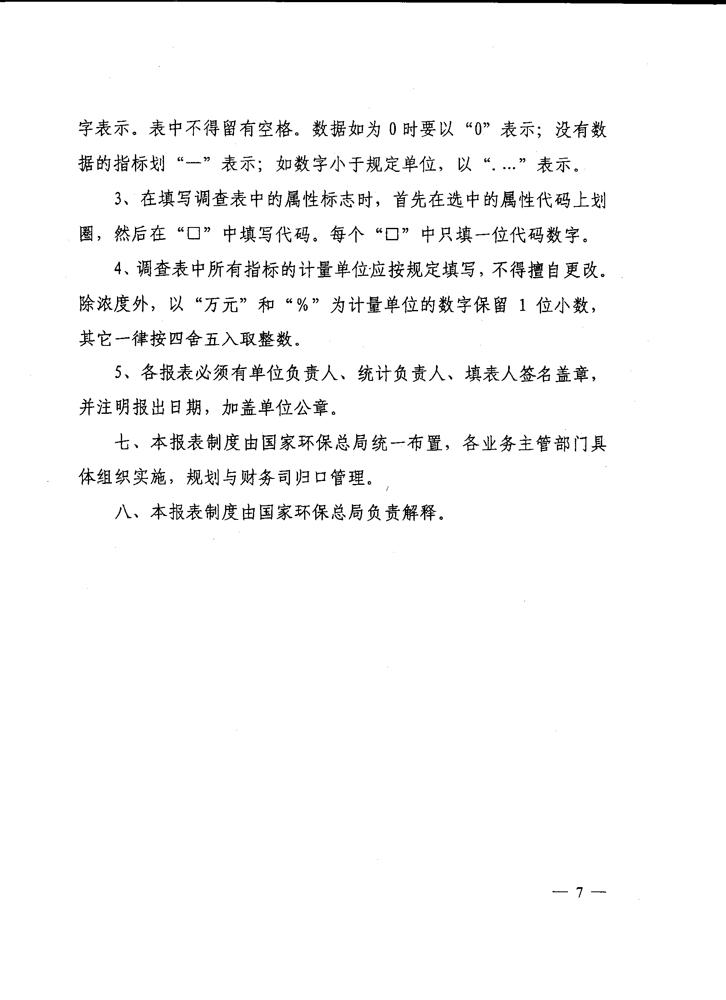 字表示。表中不得留有空格。数据如为 0 时要以“0”表示；没有数
据的指标划“—”表示；如数字小于规定单位，以“. …”表示。
3、在填写调查表中的属性标志时，首先在选中的属性代码上划
圈，然后在“□”中填写代码。每个“□”中只填一位代码数字。
4、调查表中所有指标的计量单位应按规定填写，不得擅自更改。
除浓度外，以“万元”和“%”为计量单位的数字保留 1 位小数，
其它一律按四舍五入取整数。
5、各报表必须有单位负责人、统计负责人、填表人签名盖章，
并注明报出日期，加盖单位公章。
七、本报表制度由国家环保总局统一布置，各业务主管部门具
体组织实施，规划与财务司归口管理。
八、本报表制度由国家环保总局负责解释。
— 7 —